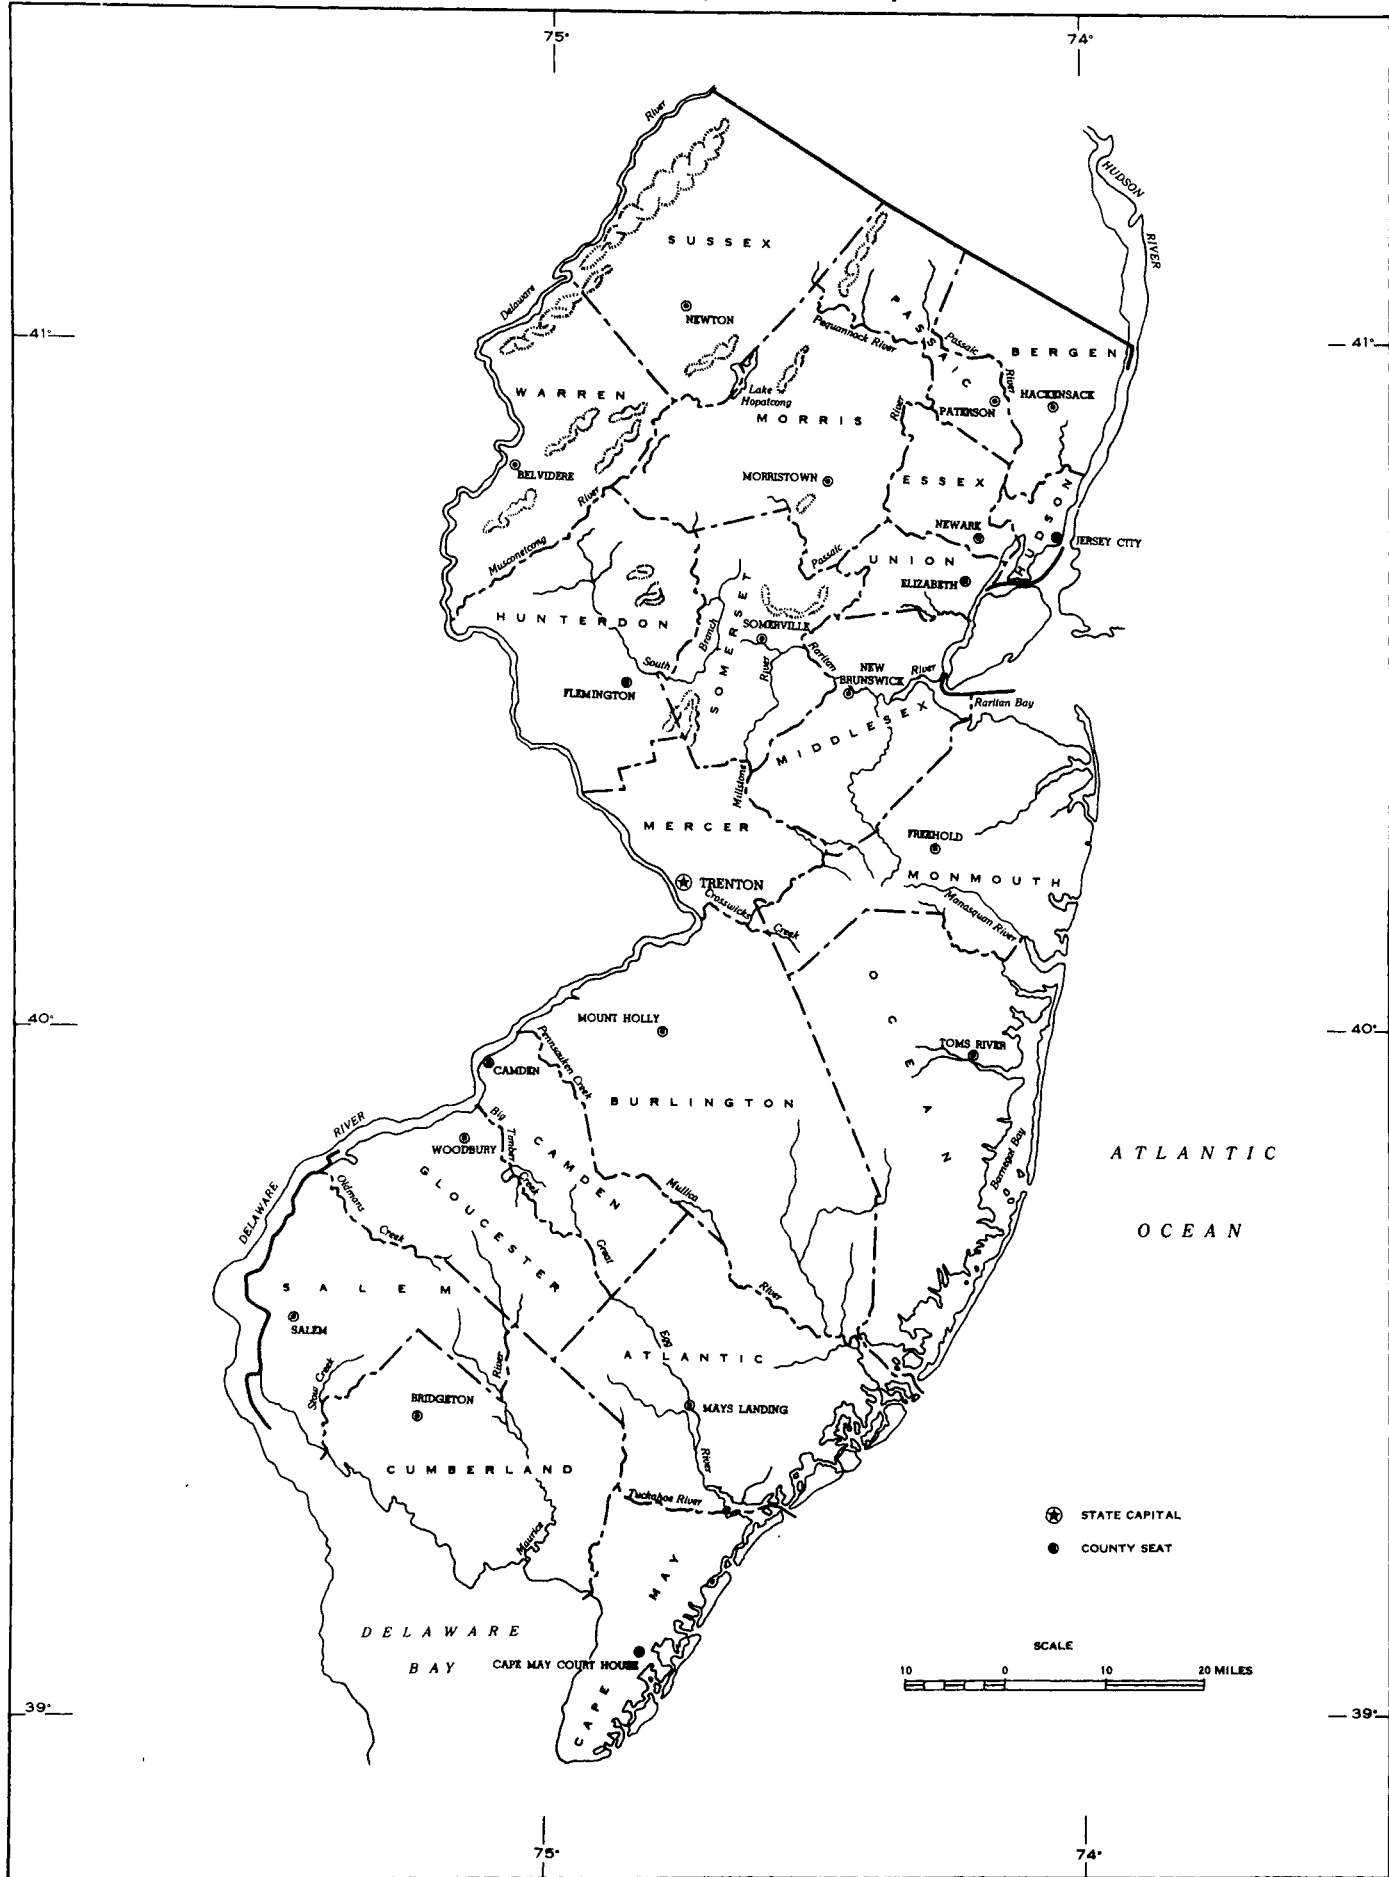 75°
74°
River
HUDSON
RIVER
SUSSEX
Delaware
NEWTON
PASSAIC
Pequannock River
Passaic
River
BERGEN
41°
41°
WARREN
Lake
Hopatcong
MORRIS
River
PATERSON
HACKENSACK
BELVIDERE
MORRISTOWN
ESSEX
HUDSON
River
NEWARK
JERSEY CITY
Musconetcong
Passaic
UNION
ELIZABETH
HUNTERDON
Branch
SOMERSET
SOMERVILLE
South
River
Raritan
NEW
BRUNSWICK
River
FLEMINGTON
Raritan Bay
MIDDLESEX
Millstone
MERCER
FREEHOLD
TRENTON
MONMOUTH
Crosswicks
Creek
Manasquan River
OCEAN
40°
40°
MOUNT HOLLY
Pennsauken Creek
TOMS RIVER
CAMDEN
BURLINGTON
Big
Timber
Creek
RIVER
WOODBURY
CAMDEN
Barnegat Bay
ATLANTIC
OCEAN
DELAWARE
Oldmans
Creek
GLOUCESTER
Mullica
River
Great
SALEM
SALEM
Egg
ATLANTIC
Stow Creek
River
BRIDGETON
MAYS LANDING
River
CUMBERLAND
Tuckahoe River
Maurice
STATE CAPITAL
COUNTY SEAT
CAPE MAY
DELAWARE
BAY
CAPE MAY COURT HOUSE
SCALE
10 0 10 20 MILES
39°
39°
75°
74°